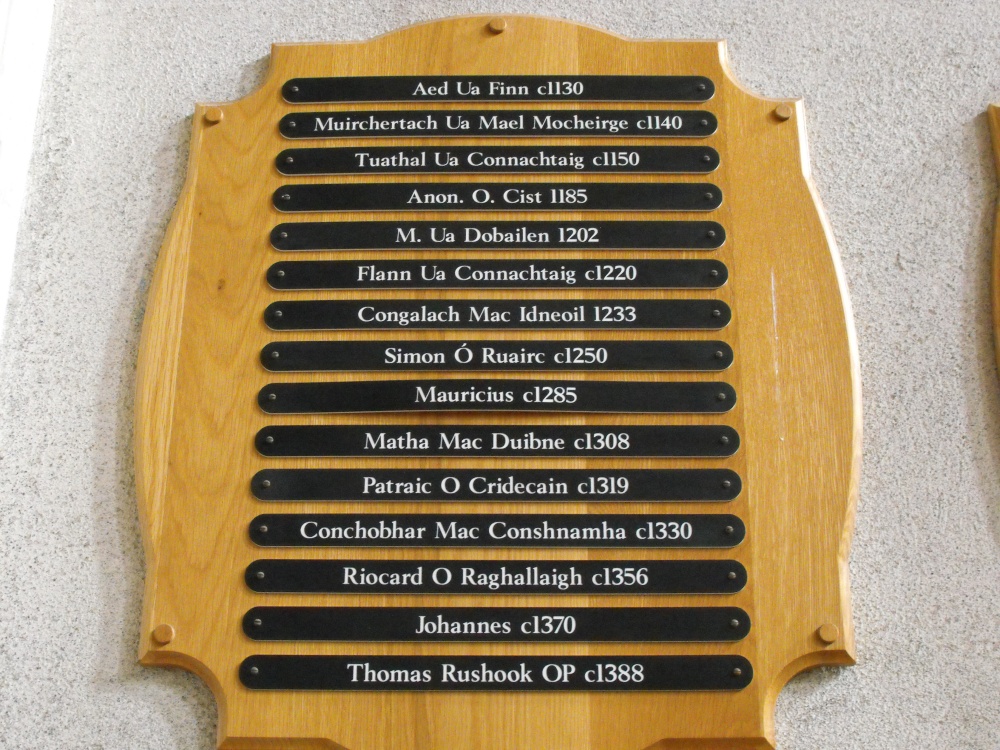 Aed Ua Finn c1130
Muirchertach Ua Mael Mocheirge c1140
Tuathal Ua Connachtaig c1150
Anon. O. Cist 1185
M. Ua Dobailen 1202
Flann Ua Connachtaig c1220
Congalach Mac Idneoil 1233
Simon Ó Ruairc c1250
Mauricius c1285
Matha Mac Duibne c1308
Patraic O Cridecain c1319
Conchobhar Mac Conshnamha c1330
Riocard O Raghallaigh c1356
Johannes c1370
Thomas Rushook OP c1388